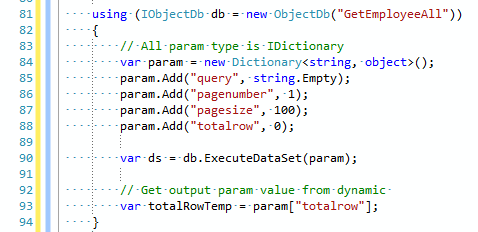 81 using (IObjectDb db = new ObjectDb("GetEmployeeAll"))
82 {
83 // All param type is IDictionary
84 var param = new Dictionary<string, object>();
85 param.Add("query", string.Empty);
86 param.Add("pagenumber", 1);
87 param.Add("pagesize", 100);
88 param.Add("totalrow", 0);
89
90 var ds = db.ExecuteDataSet(param);
91
92 // Get output param value from dynamic
93 var totalRowTemp = param["totalrow"];
94 }